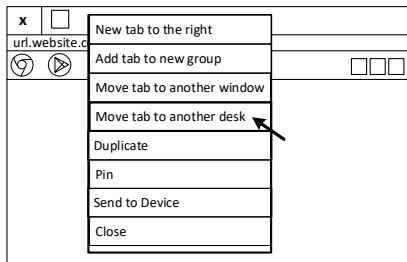 x
url.website.c
New tab to the right
Add tab to new group
Move tab to another window
Move tab to another desk
Duplicate
Pin
Send to Device
Close